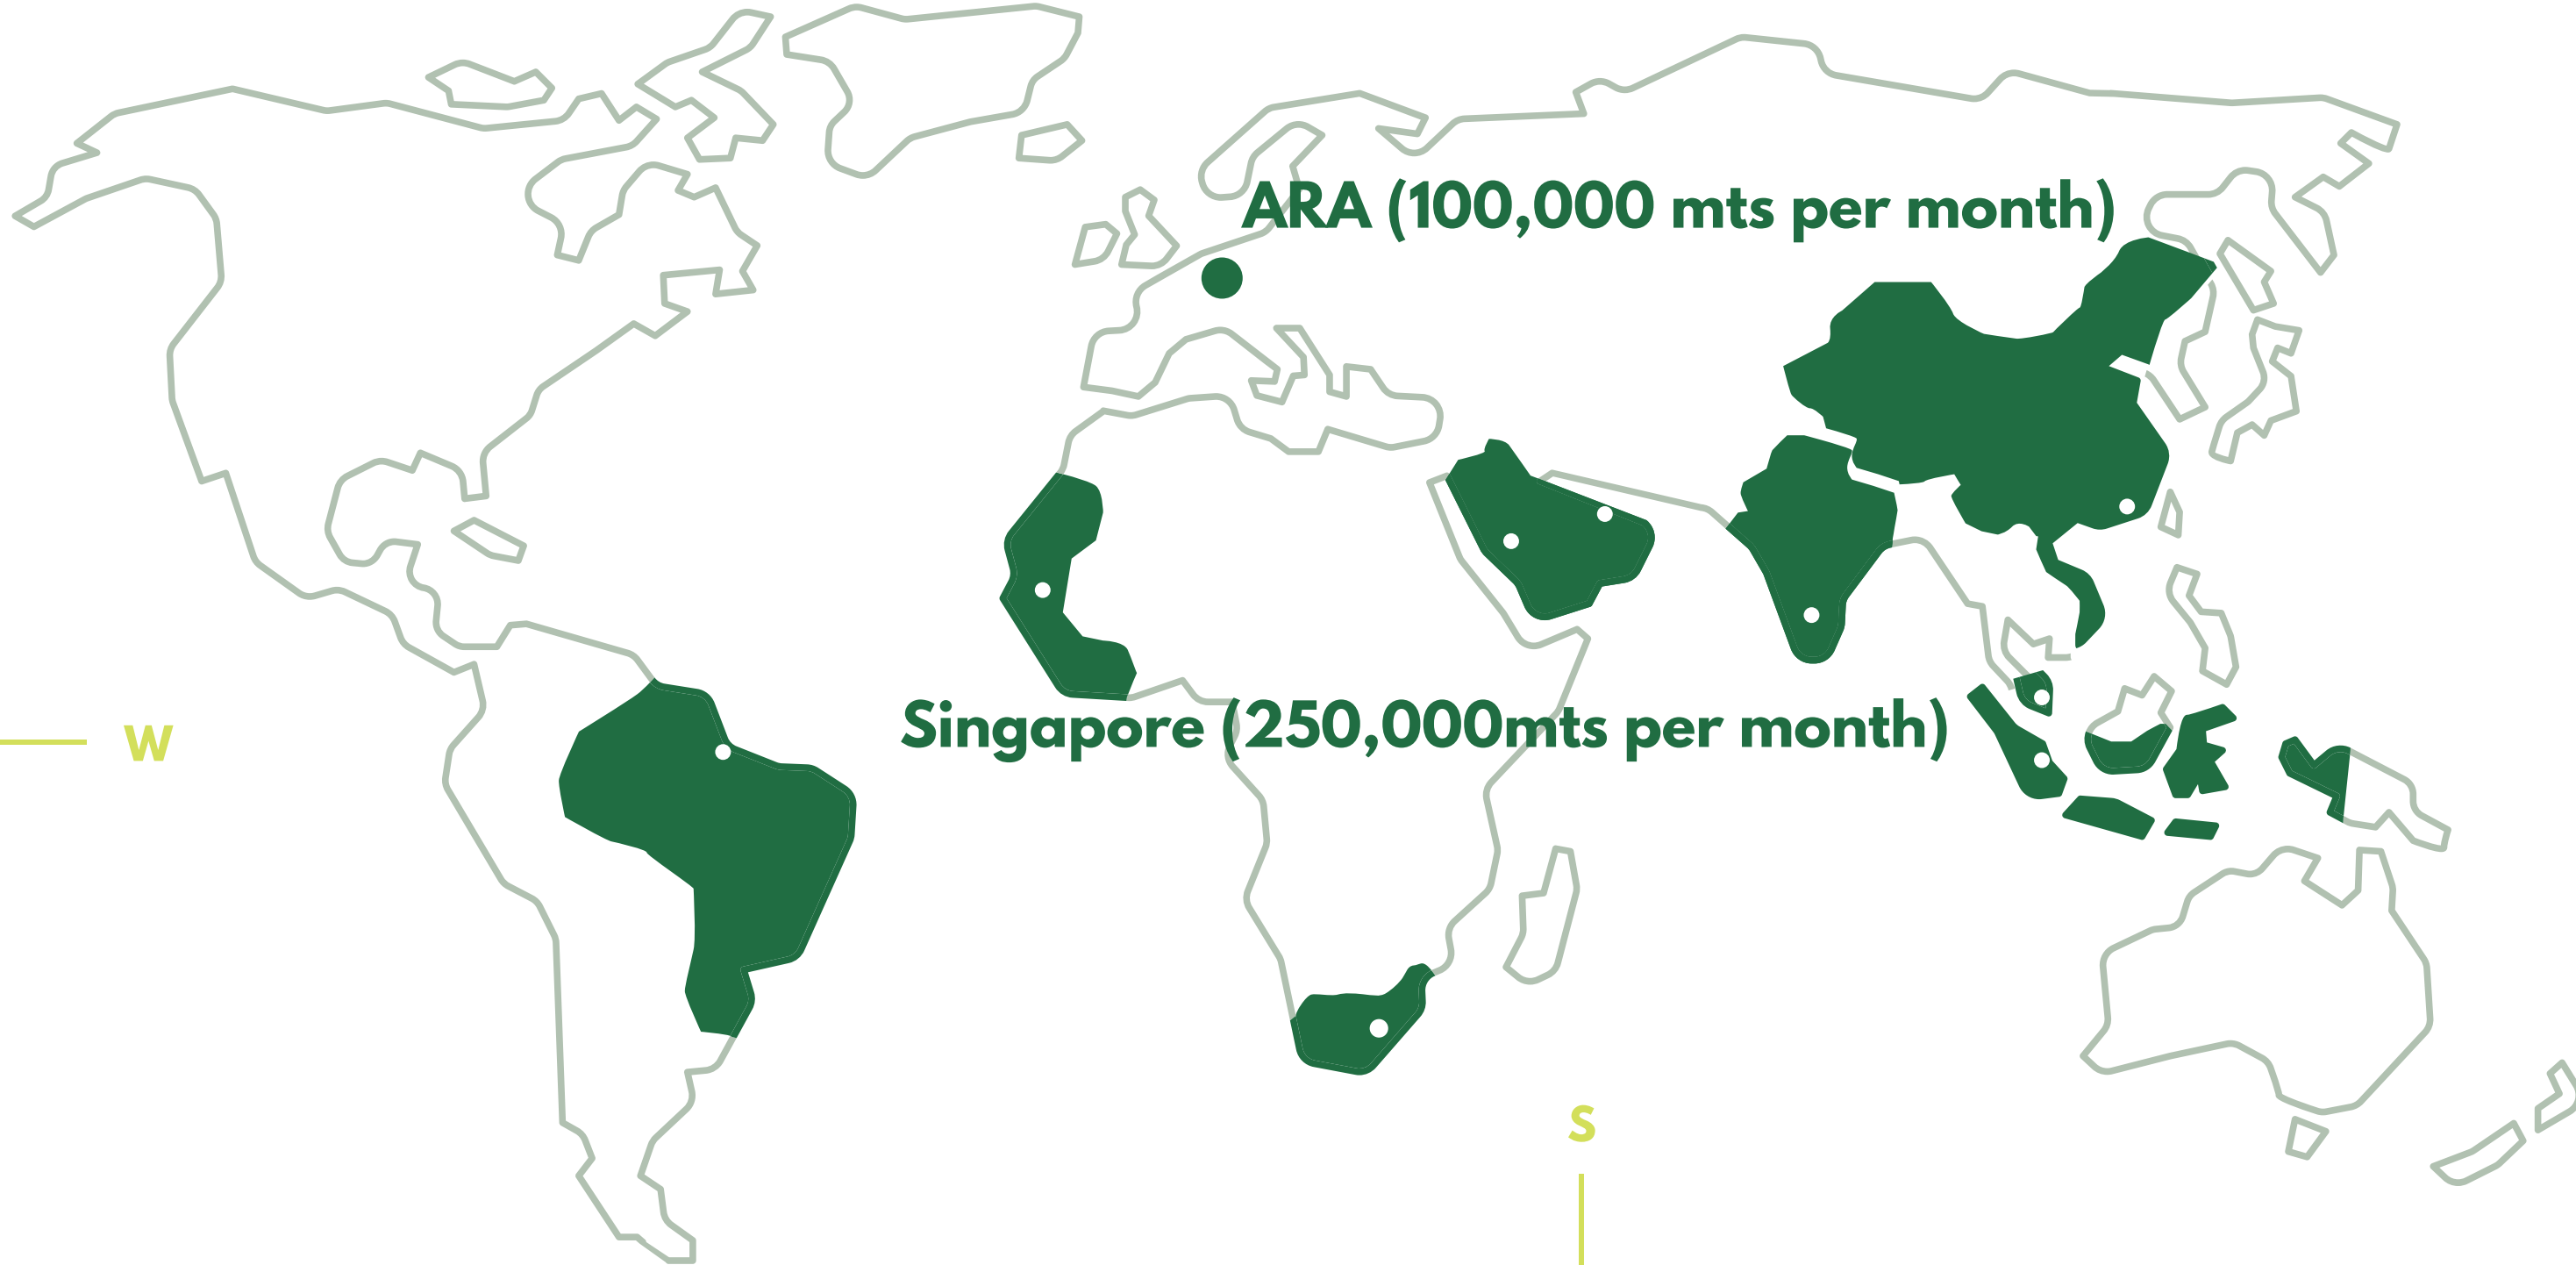 ARA (100,000 mts per month)
Singapore (250,000mts per month)
W
S